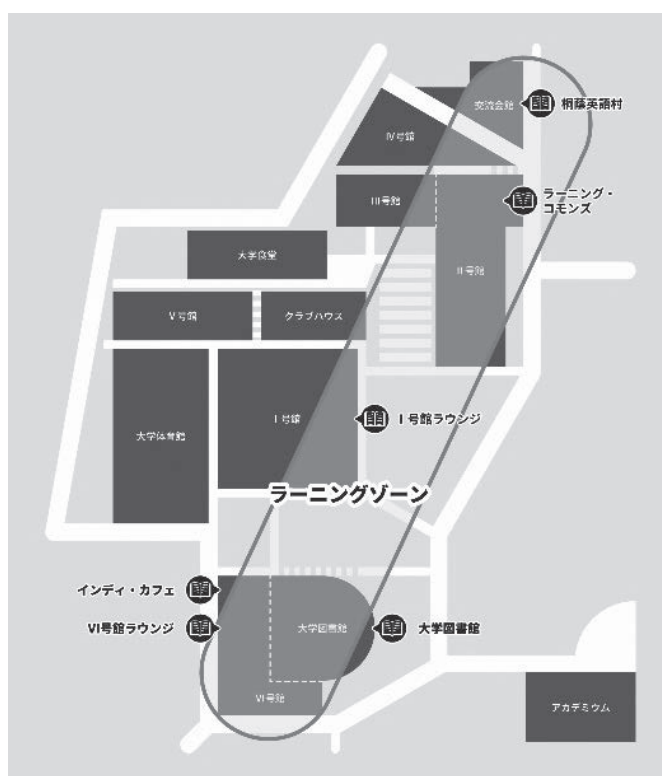 交流会館
桐蔭英語村
Ⅳ号館
Ⅲ号館
ラーニング・
コモンズ
大学食堂
Ⅱ号館
Ⅴ号館
クラブハウス
Ⅰ号館
Ⅰ号館ラウンジ
大学体育館
ラーニングゾーン
インディ・カフェ
Ⅵ号館ラウンジ
大学図書館
大学図書館
Ⅵ号館
アカデミウム